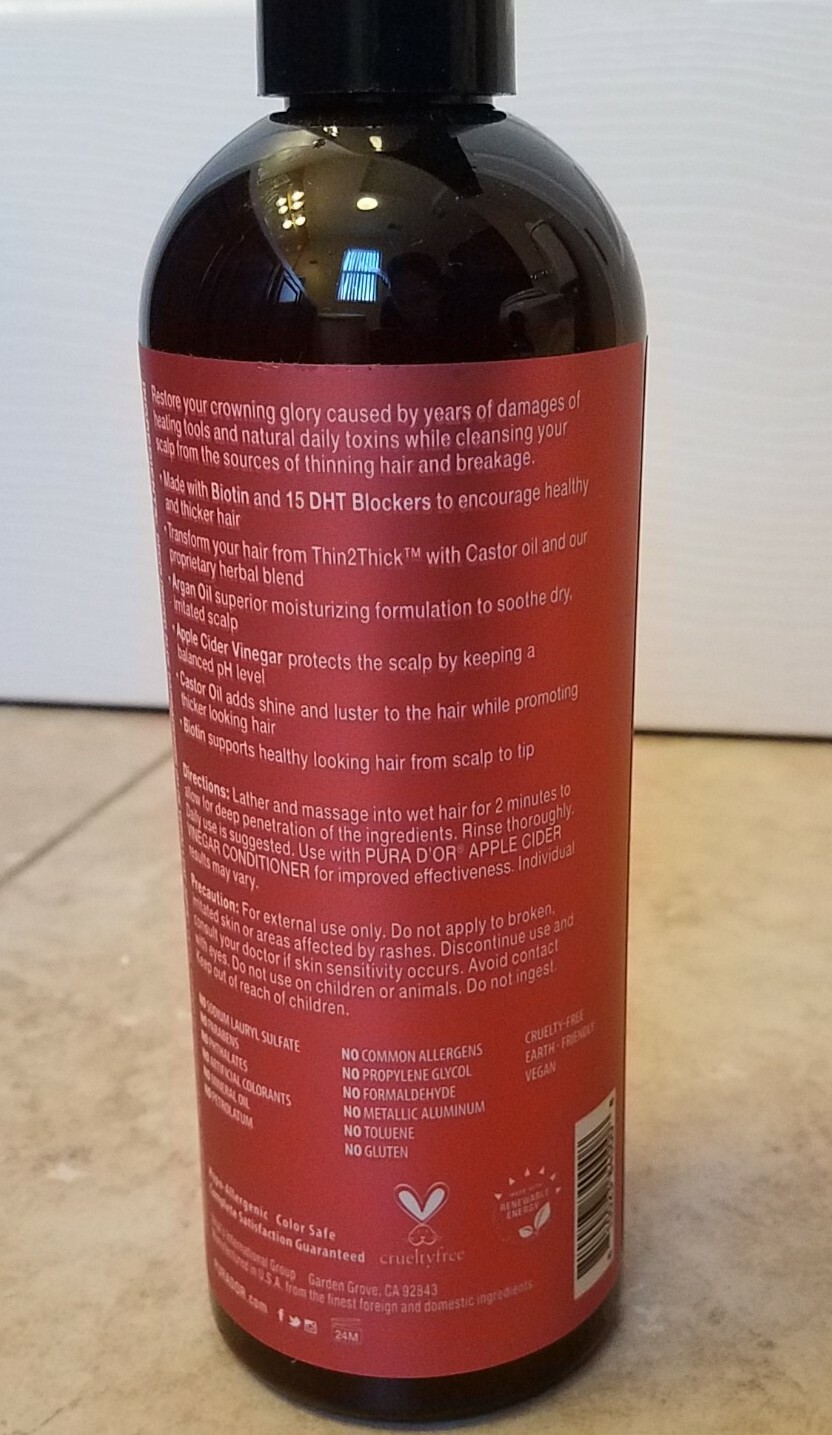 Restore your crowning glory caused by years of damages of
heating tools and natural daily toxins while cleansing your
scalp from the sources of thinning hair and breakage.
•Made with Biotin and 15 DHT Blockers to encourage healthy
and thicker hair
•Transform your hair from Thin2Thick™ with Castor oil and our
proprietary herbal blend
•Argan Oil superior moisturizing formulation to soothe dry,
irritated scalp
•Apple Cider Vinegar protects the scalp by keeping a
balanced pH level
•Castor Oil adds shine and luster to the hair while promoting
thicker looking hair
•Biotin supports healthy looking hair from scalp to tip
Directions: Lather and massage into wet hair for 2 minutes to
allow for deep penetration of the ingredients. Rinse thoroughly.
Daily use is suggested. Use with PURA D'OR® APPLE CIDER
VINEGAR CONDITIONER for improved effectiveness. Individual
results may vary.
Precaution: For external use only. Do not apply to broken,
irritated skin or areas affected by rashes. Discontinue use and
consult your doctor if skin sensitivity occurs. Avoid contact
with eyes. Do not use on children or animals. Do not ingest.
Keep out of reach of children.
NO SODIUM LAURYL SULFATE
NO PARABENS
NO PHTHALATES
NO ARTIFICIAL COLORANTS
NO MINERAL OIL
NO PETROLATUM
NO COMMON ALLERGENS
NO PROPYLENE GLYCOL
NO FORMALDEHYDE
NO METALLIC ALUMINUM
NO TOLUENE
NO GLUTEN
CRUELTY-FREE
EARTH - FRIENDLY
VEGAN
Hypo-Allergenic Color Safe
Complete Satisfaction Guaranteed
crueltyfree
MADE WITH
RENEWABLE
ENERGY
International Group Garden Grove, CA 92843
Manufactured in U.S.A. from the finest foreign and domestic ingredients
PURADOR.com
24M